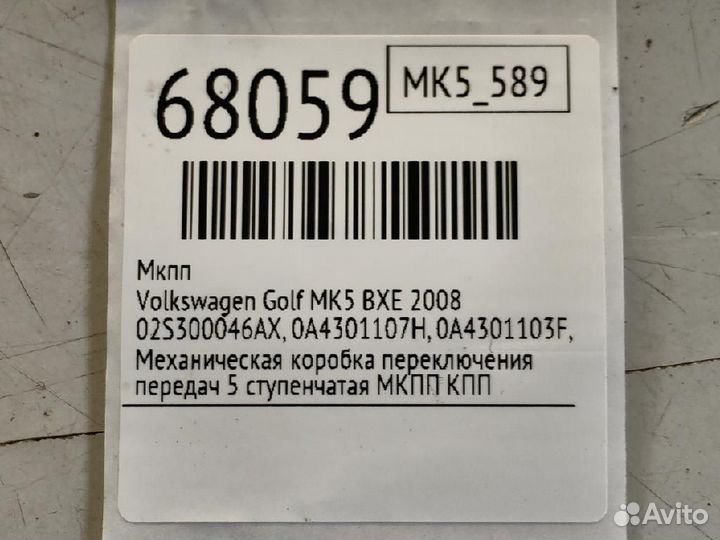 68059
MK5_589
Мкпп
Volkswagen Golf MK5 BXE 2008
02S300046AX, 0A4301107H, 0A4301103F,
Механическая коробка переключения
передач 5 ступенчатая МКПП КПП
Avito